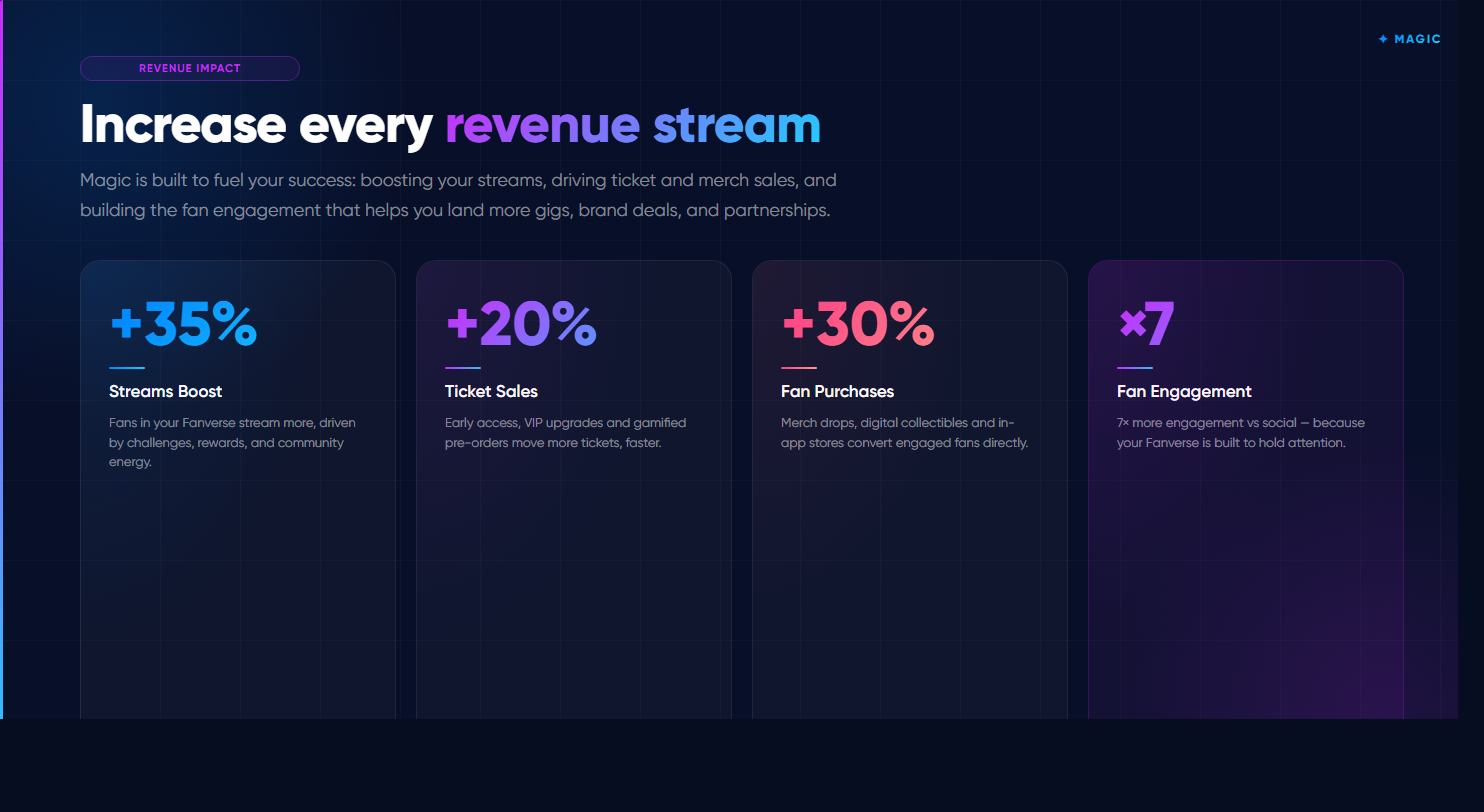 ✦ MAGIC
REVENUE IMPACT
Increase every revenue stream
Magic is built to fuel your success: boosting your streams, driving ticket and merch sales, and
building the fan engagement that helps you land more gigs, brand deals, and partnerships.
+35%
Streams Boost
Fans in your Fanverse stream more, driven
by challenges, rewards, and community
energy.
+20%
Ticket Sales
Early access, VIP upgrades and gamified
pre-orders move more tickets, faster.
+30%
Fan Purchases
Merch drops, digital collectibles and in-
app stores convert engaged fans directly.
×7
Fan Engagement
7× more engagement vs social — because
your Fanverse is built to hold attention.